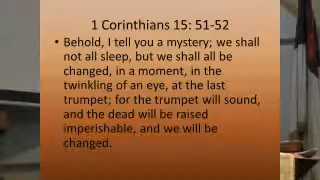 1 Corinthians 15: 51-52
• Behold, I tell you a mystery; we shall
not all sleep, but we shall all be
changed, in a moment, in the
twinkling of an eye, at the last
trumpet; for the trumpet will sound,
and the dead will be raised
imperishable, and we will be
changed.